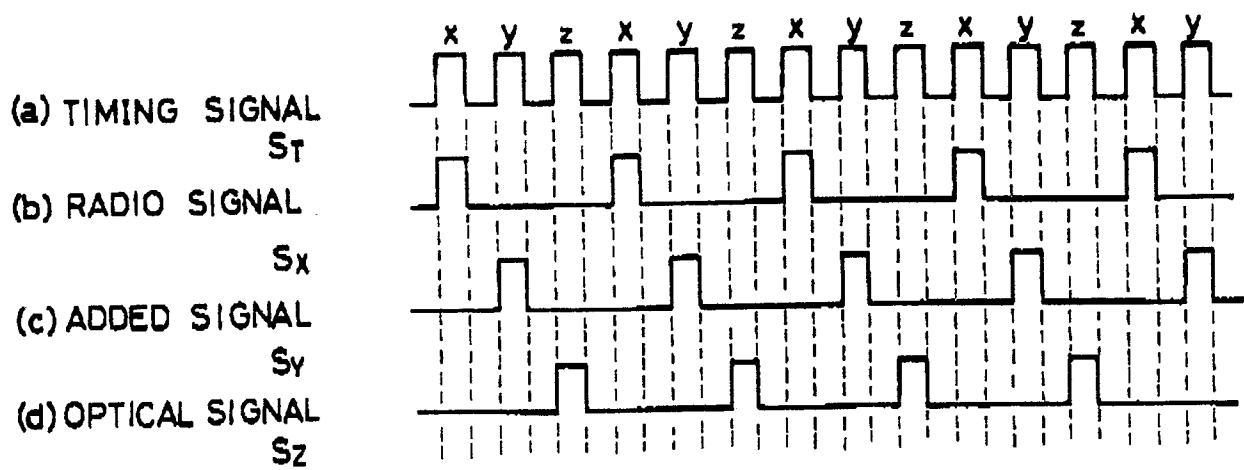 x y z x y z x y z x y z x y
(a) TIMING SIGNAL
ST
(b) RADIO SIGNAL
SX
(c) ADDED SIGNAL
SY
(d) OPTICAL SIGNAL
SZ